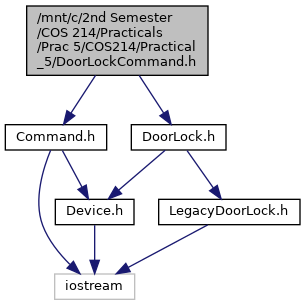 /mnt/c/2nd Semester
/COS 214/Practicals
/Prac 5/COS214/Practical
_5/DoorLockCommand.h
Command.h
DoorLock.h
Device.h
LegacyDoorLock.h
iostream